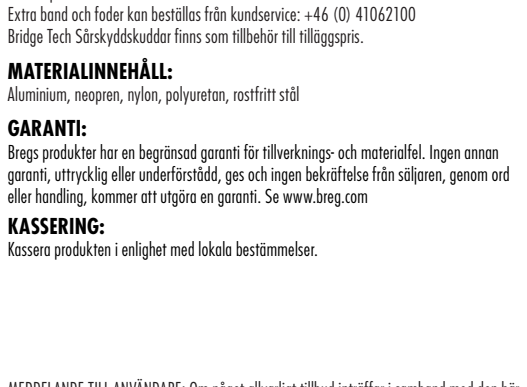 Extra band och foder kan beställas från kundservice: +46 (0) 41062100
Bridge Tech Sårskyddskuddar finns som tillbehör till tilläggspris.
MATERIALINNEHÅLL:
Aluminium, neopren, nylon, polyuretan, rostfritt stål
GARANTI:
Bregs produkter har en begränsad garanti för tillverknings- och materialfel. Ingen annan
garanti, uttrycklig eller underförstådd, ges och ingen bekräftelse från säljaren, genom ord
eller handling, kommer att utgöra en garanti. Se www.breg.com
KASSERING:
Kassera produkten i enlighet med lokala bestämmelser.
MEDDELANDE TILL ANVÄNDARE: Om något allvarligt tillbud inträffar i samband med den här